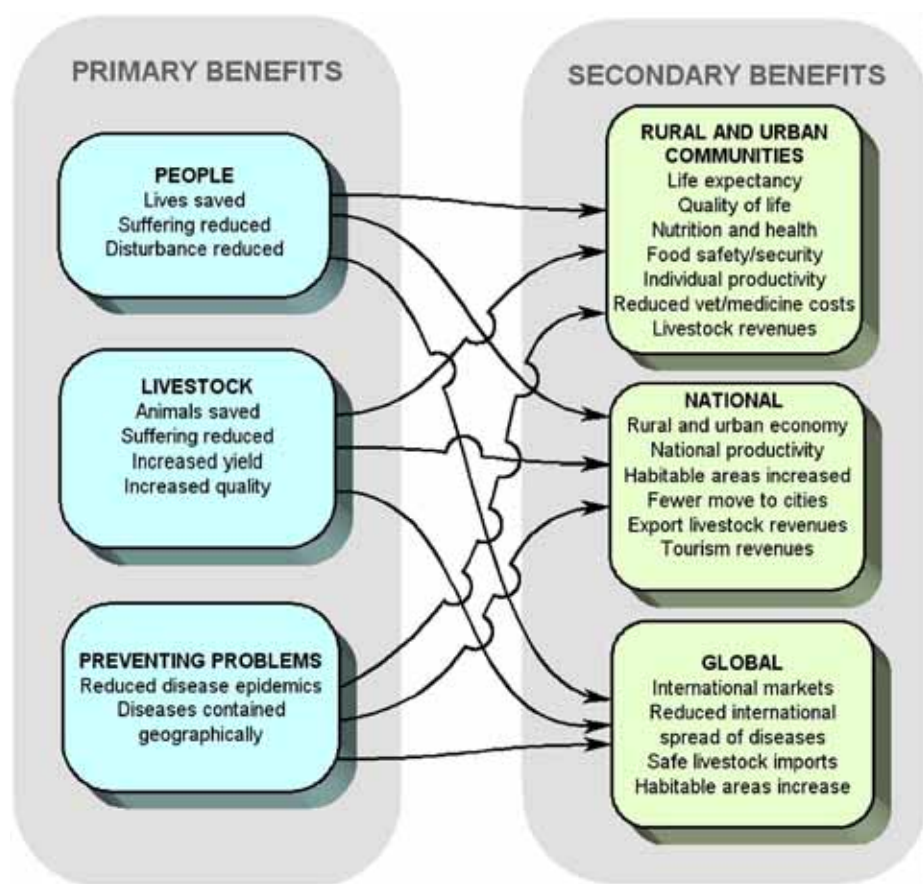 PRIMARY BENEFITS
PEOPLE
Lives saved
Suffering reduced
Disturbance reduced
LIVESTOCK
Animals saved
Suffering reduced
Increased yield
Increased quality
PREVENTING PROBLEMS
Reduced disease epidemics
Diseases contained
geographically
SECONDARY BENEFITS
RURAL AND URBAN
COMMUNITIES
Life expectancy
Quality of life
Nutrition and health
Food safety/security
Individual productivity
Reduced vet/medicine costs
Livestock revenues
NATIONAL
Rural and urban economy
National productivity
Habitable areas increased
Fewer move to cities
Export livestock revenues
Tourism revenues
GLOBAL
International markets
Reduced international
spread of diseases
Safe livestock imports
Habitable areas increase